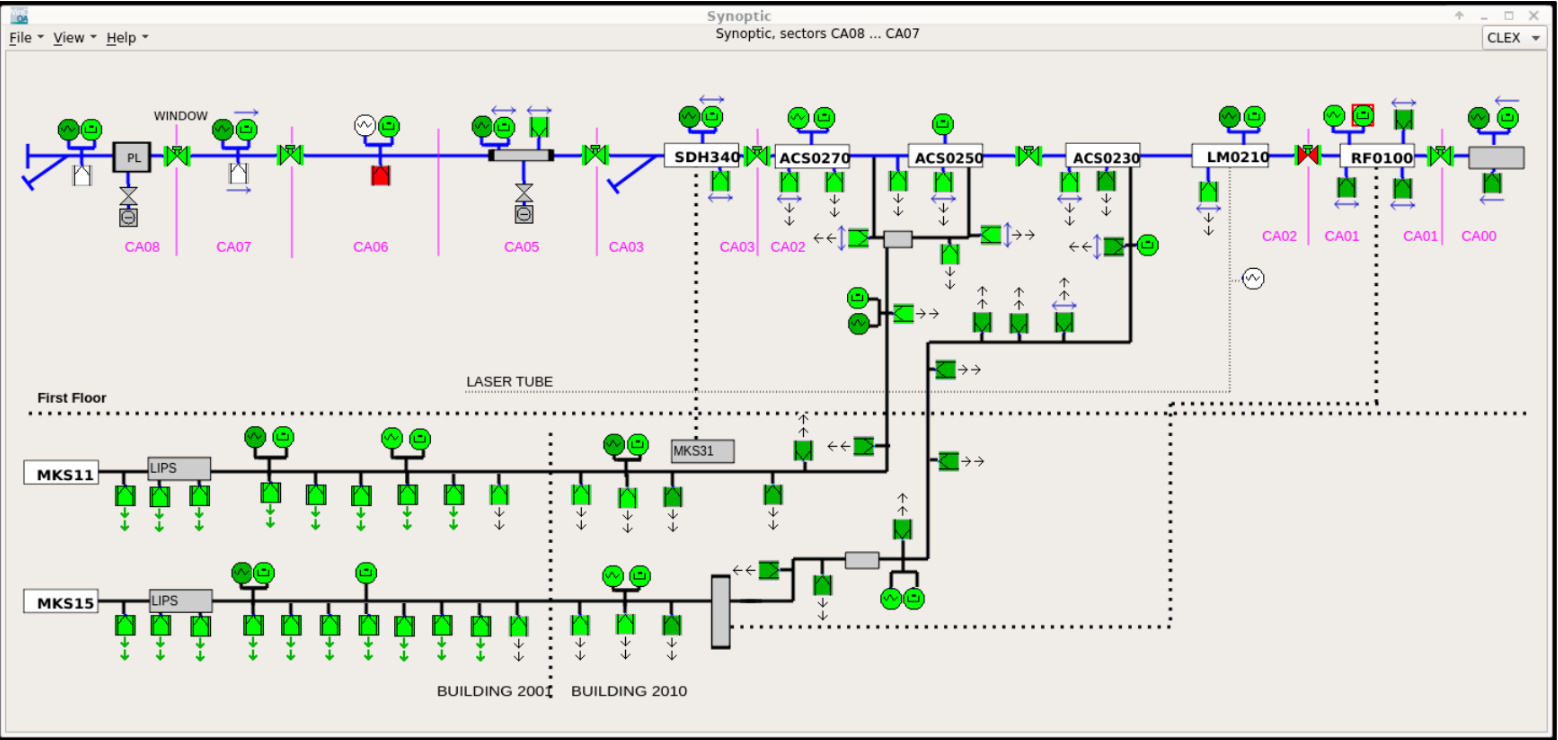 Synoptic
File View Help
Synoptic, sectors CA08 ... CA07
CLEX
WINDOW
PL
SDH340
ACS0270
ACS0250
ACS0230
LM0210
RF0100
CA08
CA07
CA06
CA05
CA03
CA03
CA02
CA02
CA01
CA01
CA00
LASER TUBE
First Floor
MKS31
MKS11
LIPS
MKS15
LIPS
BUILDING 2001
BUILDING 2010